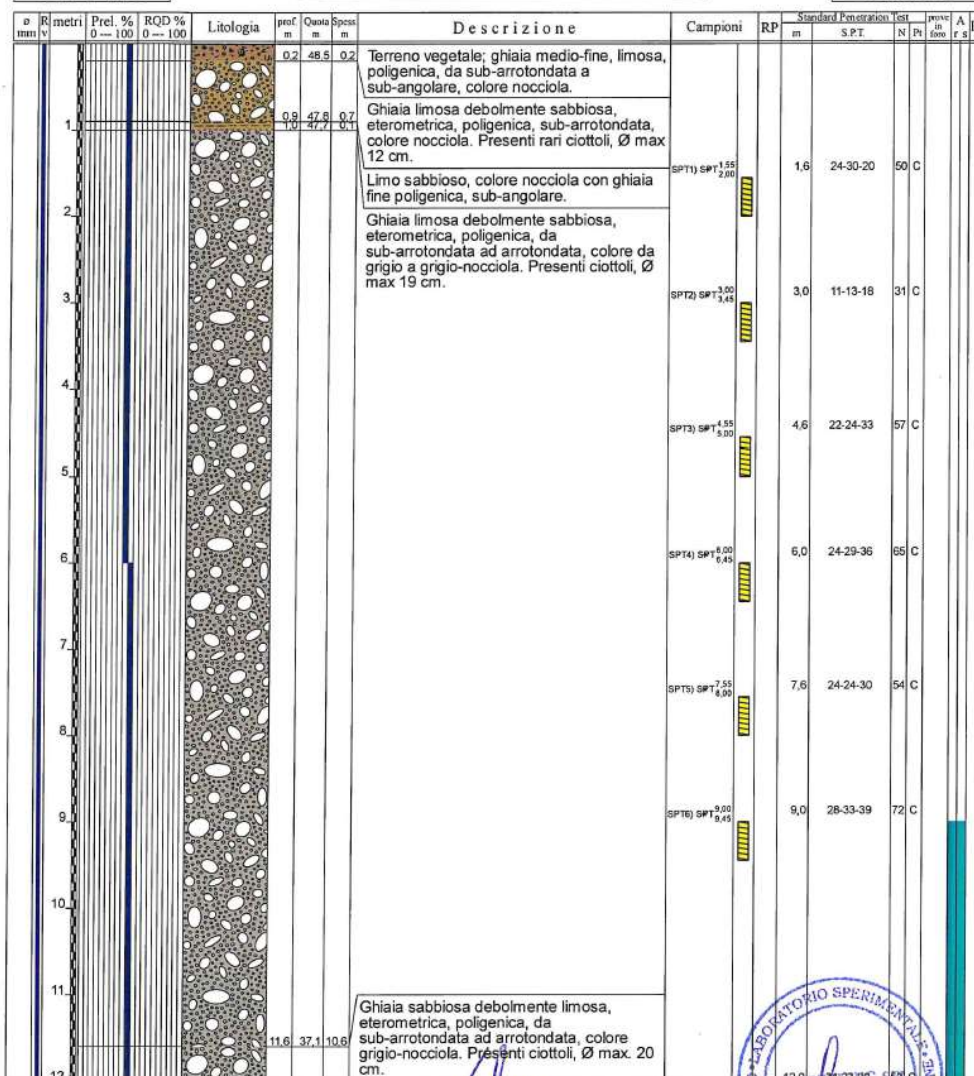 ø mm
R v
metri
Prel. % 0 --- 100
RQD % 0 --- 100
Litologia
prof. m
Quota m
Spess m
Descrizione
Campioni
RP
Standard Penetration Test
m
S.P.T.
N
Pt
prove in foro
A r s
0,2 48,5 0,2
Terreno vegetale; ghiaia medio-fine, limosa,
poligenica, da sub-arrotondata a
sub-angolare, colore nocciola.
0,9 47,8 0,7
Ghiaia limosa debolmente sabbiosa,
eterometrica, poligenica, sub-arrotondata,
colore nocciola. Presenti rari ciottoli, Ø max
12 cm.
1,0 47,7 0,1
Limo sabbioso, colore nocciola con ghiaia
fine poligenica, sub-angolare.
Ghiaia limosa debolmente sabbiosa,
eterometrica, poligenica, da
sub-arrotondata ad arrotondata, colore da
grigio a grigio-nocciola. Presenti ciottoli, Ø
max 19 cm.
1
2
3
4
5
6
7
8
9
10
11
12
SPT1) SPT 1,55 2,00
1,6 24-30-20 50 C
SPT2) SPT 3,00 3,45
3,0 11-13-18 31 C
SPT3) SPT 4,55 5,00
4,6 22-24-33 57 C
SPT4) SPT 6,00 6,45
6,0 24-29-36 65 C
SPT5) SPT 7,55 8,00
7,6 24-24-30 54 C
SPT6) SPT 9,00 9,45
9,0 28-33-39 72 C
11,6 37,1 10,6
Ghiaia sabbiosa debolmente limosa,
eterometrica, poligenica, da
sub-arrotondata ad arrotondata, colore
grigio-nocciola. Presenti ciottoli, Ø max. 20
cm.
LABORATORIO SPERIMENTALE